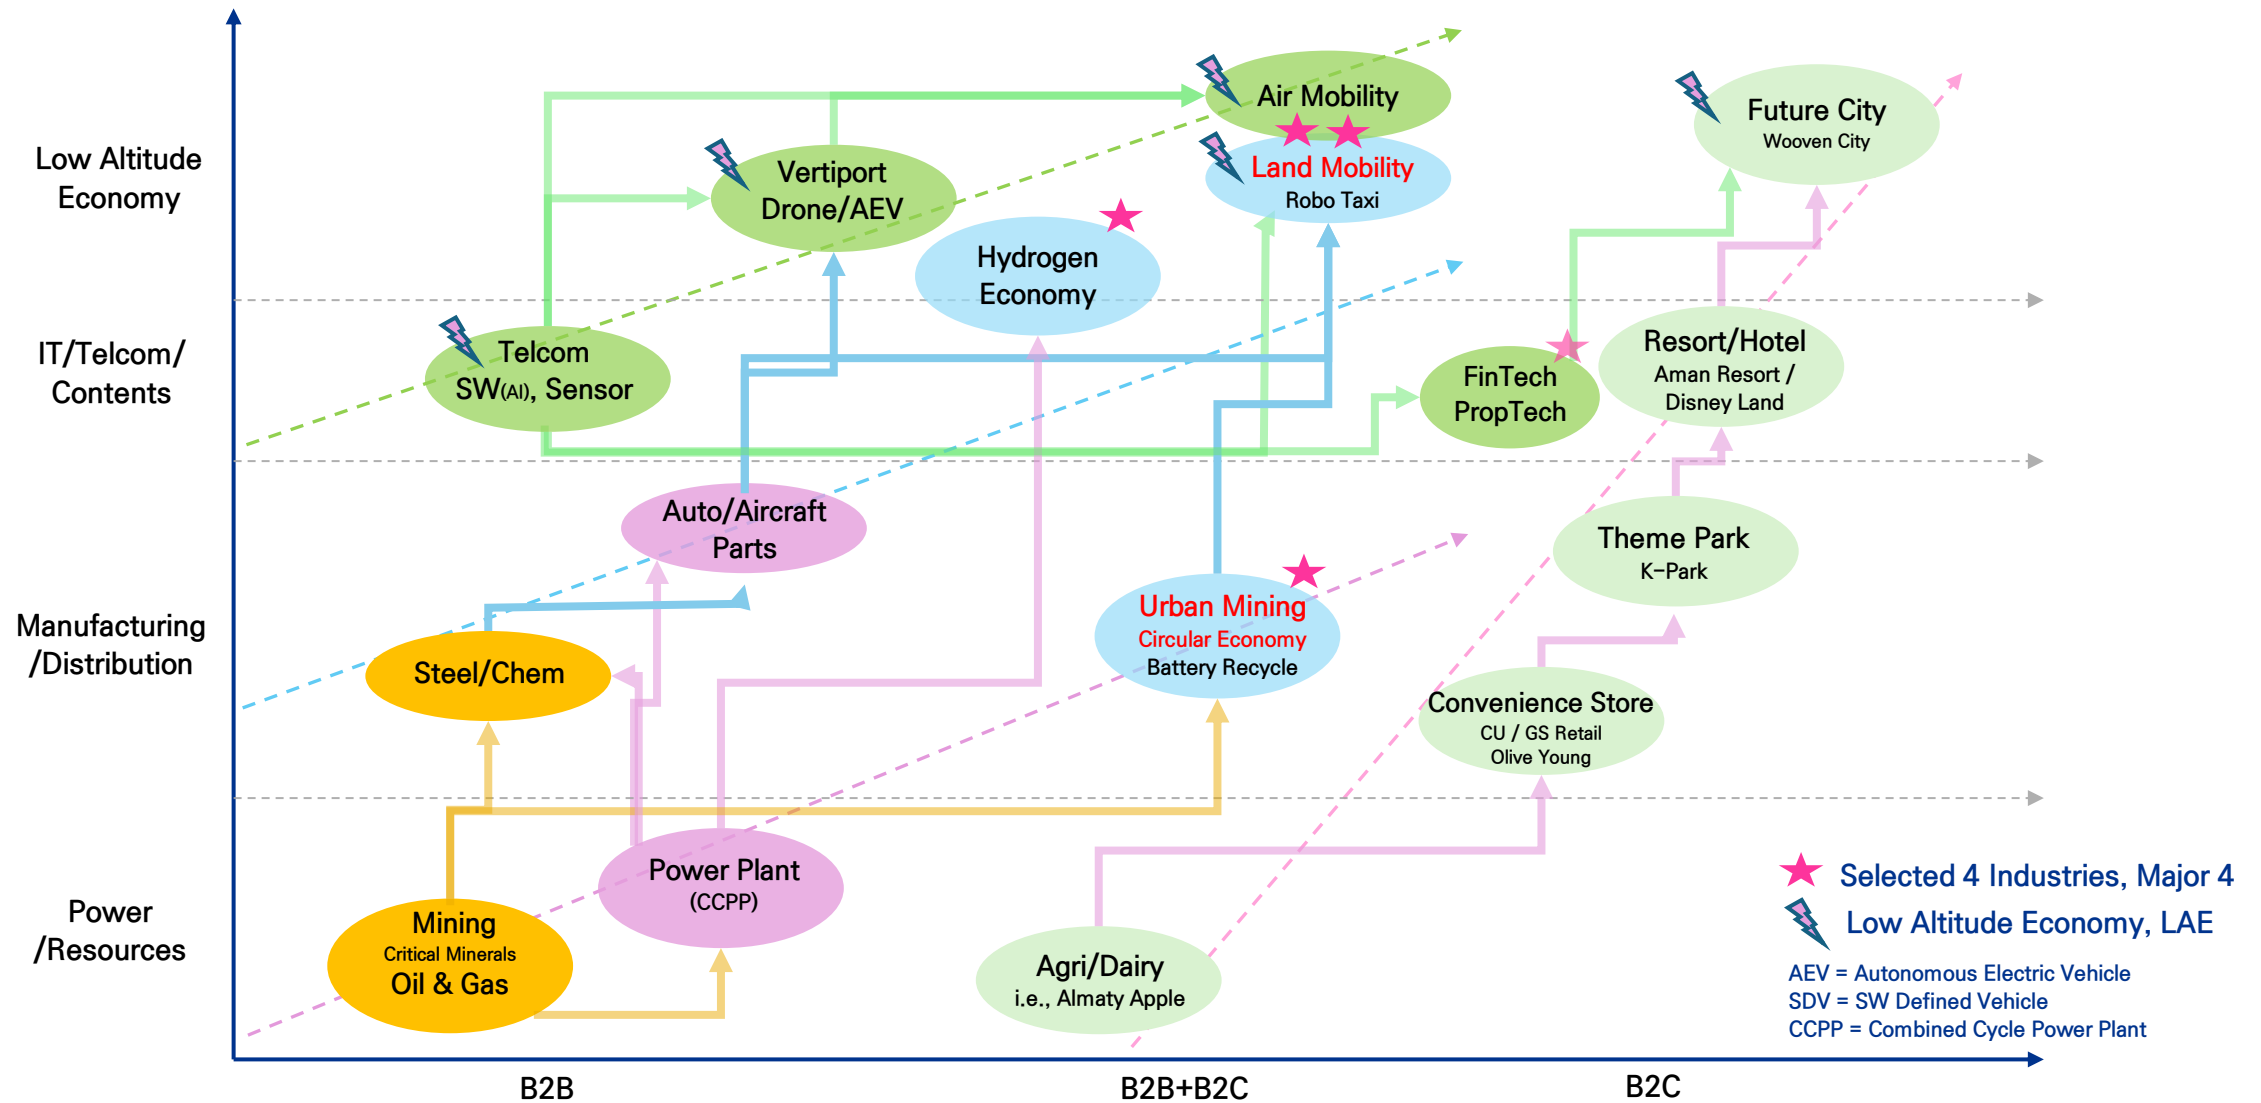 Low Altitude
Economy
IT/Telcom/
Contents
Manufacturing
/Distribution
Power
/Resources
Air Mobility
Land Mobility
Robo Taxi
Future City
Wooven City
Vertiport
Drone/AEV
Hydrogen
Economy
Telcom
SW(AI), Sensor
FinTech
PropTech
Resort/Hotel
Aman Resort /
Disney Land
Auto/Aircraft
Parts
Theme Park
K-Park
Steel/Chem
Urban Mining
Circular Economy
Battery Recycle
Convenience Store
CU / GS Retail
Olive Young
Power Plant
(CCPP)
Mining
Critical Minerals
Oil & Gas
Agri/Dairy
i.e., Almaty Apple
Selected 4 Industries, Major 4
Low Altitude Economy, LAE
AEV = Autonomous Electric Vehicle
SDV = SW Defined Vehicle
CCPP = Combined Cycle Power Plant
B2B
B2B+B2C
B2C